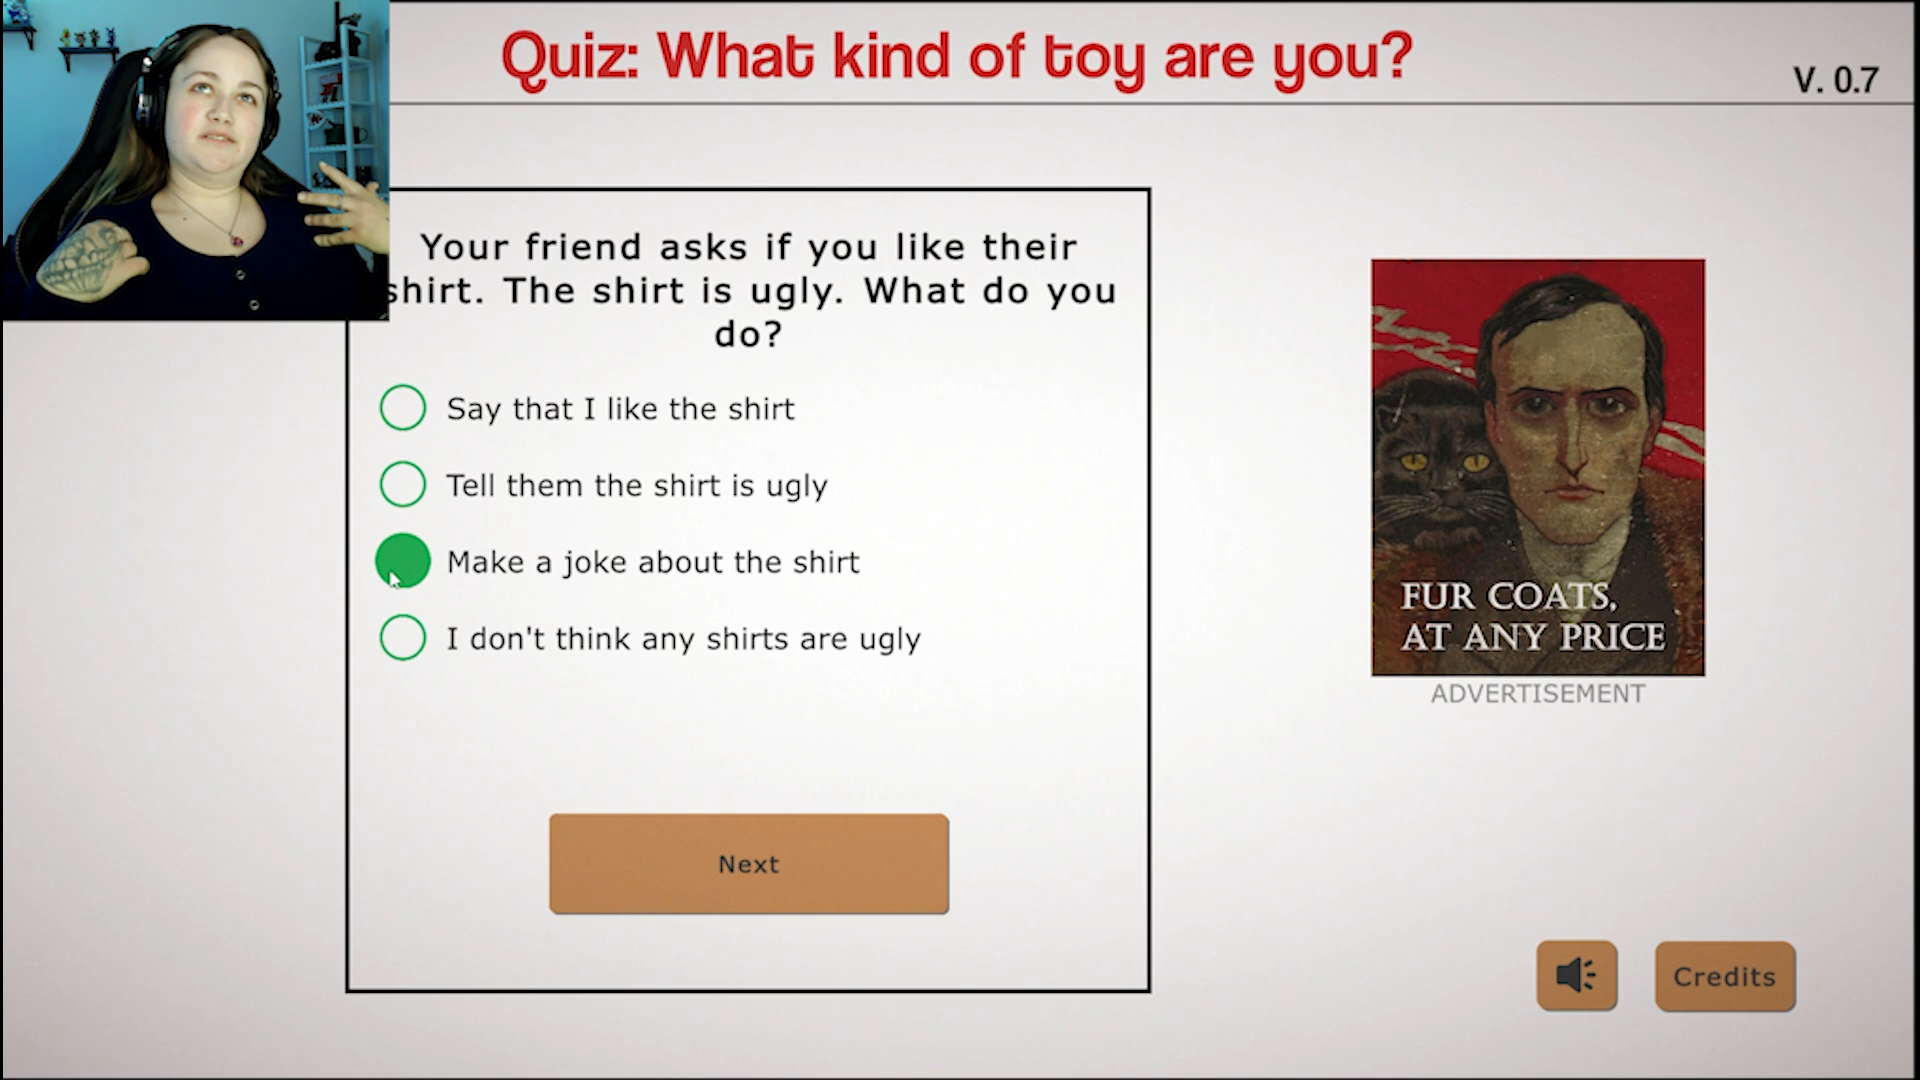 Quiz: What kind of toy are you?
V. 0.7
Your friend asks if you like their
shirt. The shirt is ugly. What do you
do?
Say that I like the shirt
Tell them the shirt is ugly
Make a joke about the shirt
I don't think any shirts are ugly
Next
FUR COATS,
AT ANY PRICE
ADVERTISEMENT
Credits